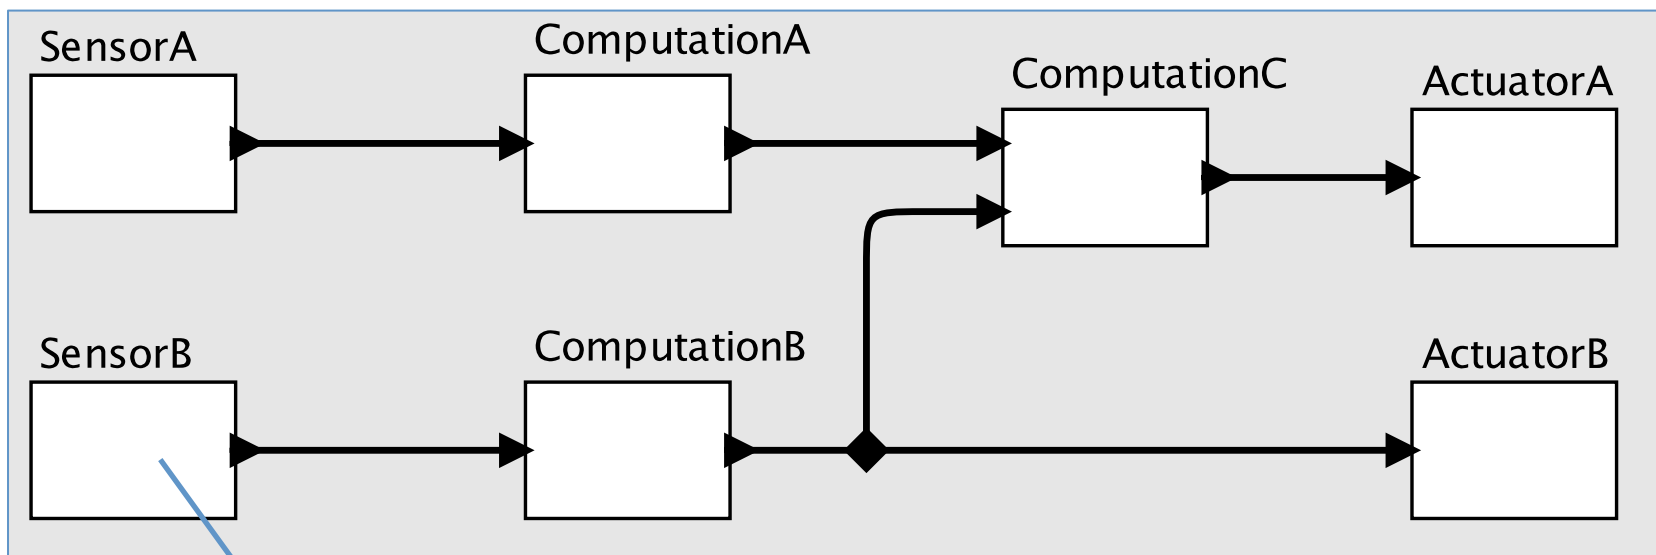 SensorA
ComputationA
ComputationC
ActuatorA
SensorB
ComputationB
ActuatorB